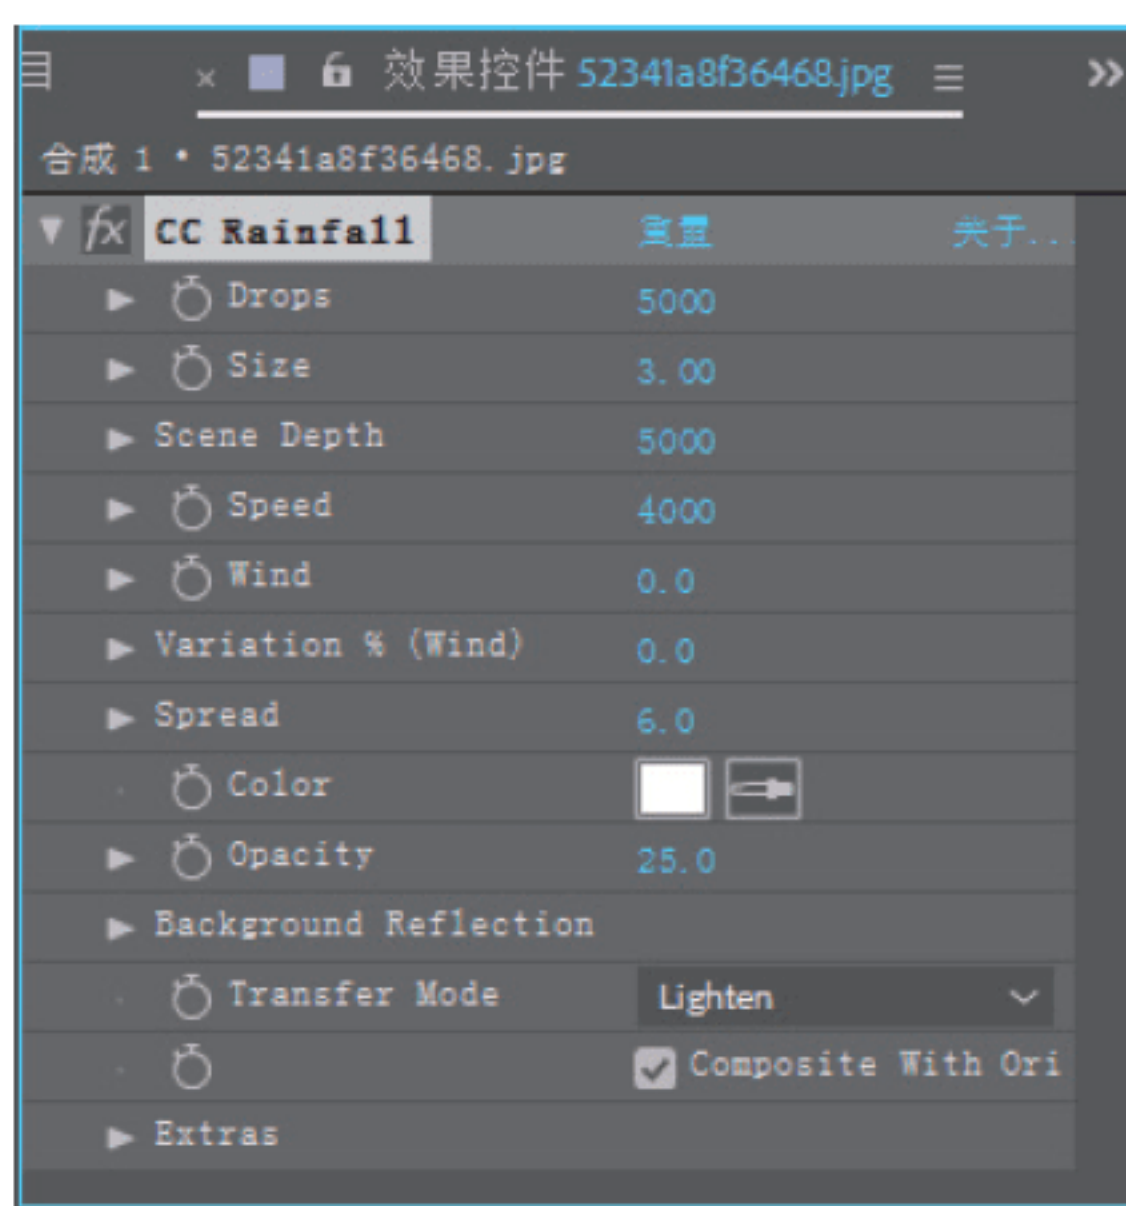 效果控件 52341a8f36468.jpg
合成 1 • 52341a8f36468.jpg
fx CC Rainfall 重置 关于...
Drops 5000
Size 3.00
Scene Depth 5000
Speed 4000
Wind 0.0
Variation % (Wind) 0.0
Spread 6.0
Color
Opacity 25.0
Background Reflection
Transfer Mode Lighten
Composite With Ori
Extras